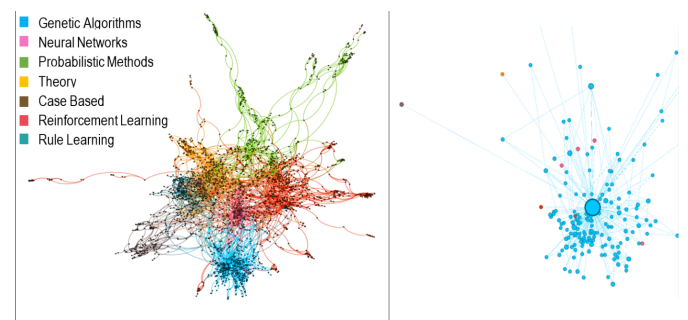 Genetic Algorithms
Neural Networks
Probabilistic Methods
Theory
Case Based
Reinforcement Learning
Rule Learning